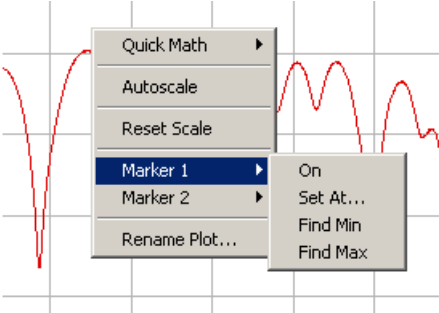 Quick Math
Autoscale
Reset Scale
Marker 1
Marker 2
Rename Plot...
On
Set At...
Find Min
Find Max